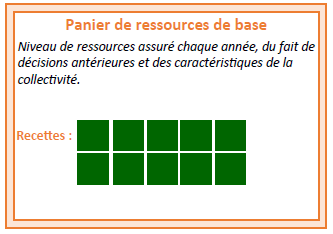 Panier de ressources de base
Niveau de ressources assuré chaque année, du fait de
décisions antérieures et des caractéristiques de la
collectivité.
Recettes :